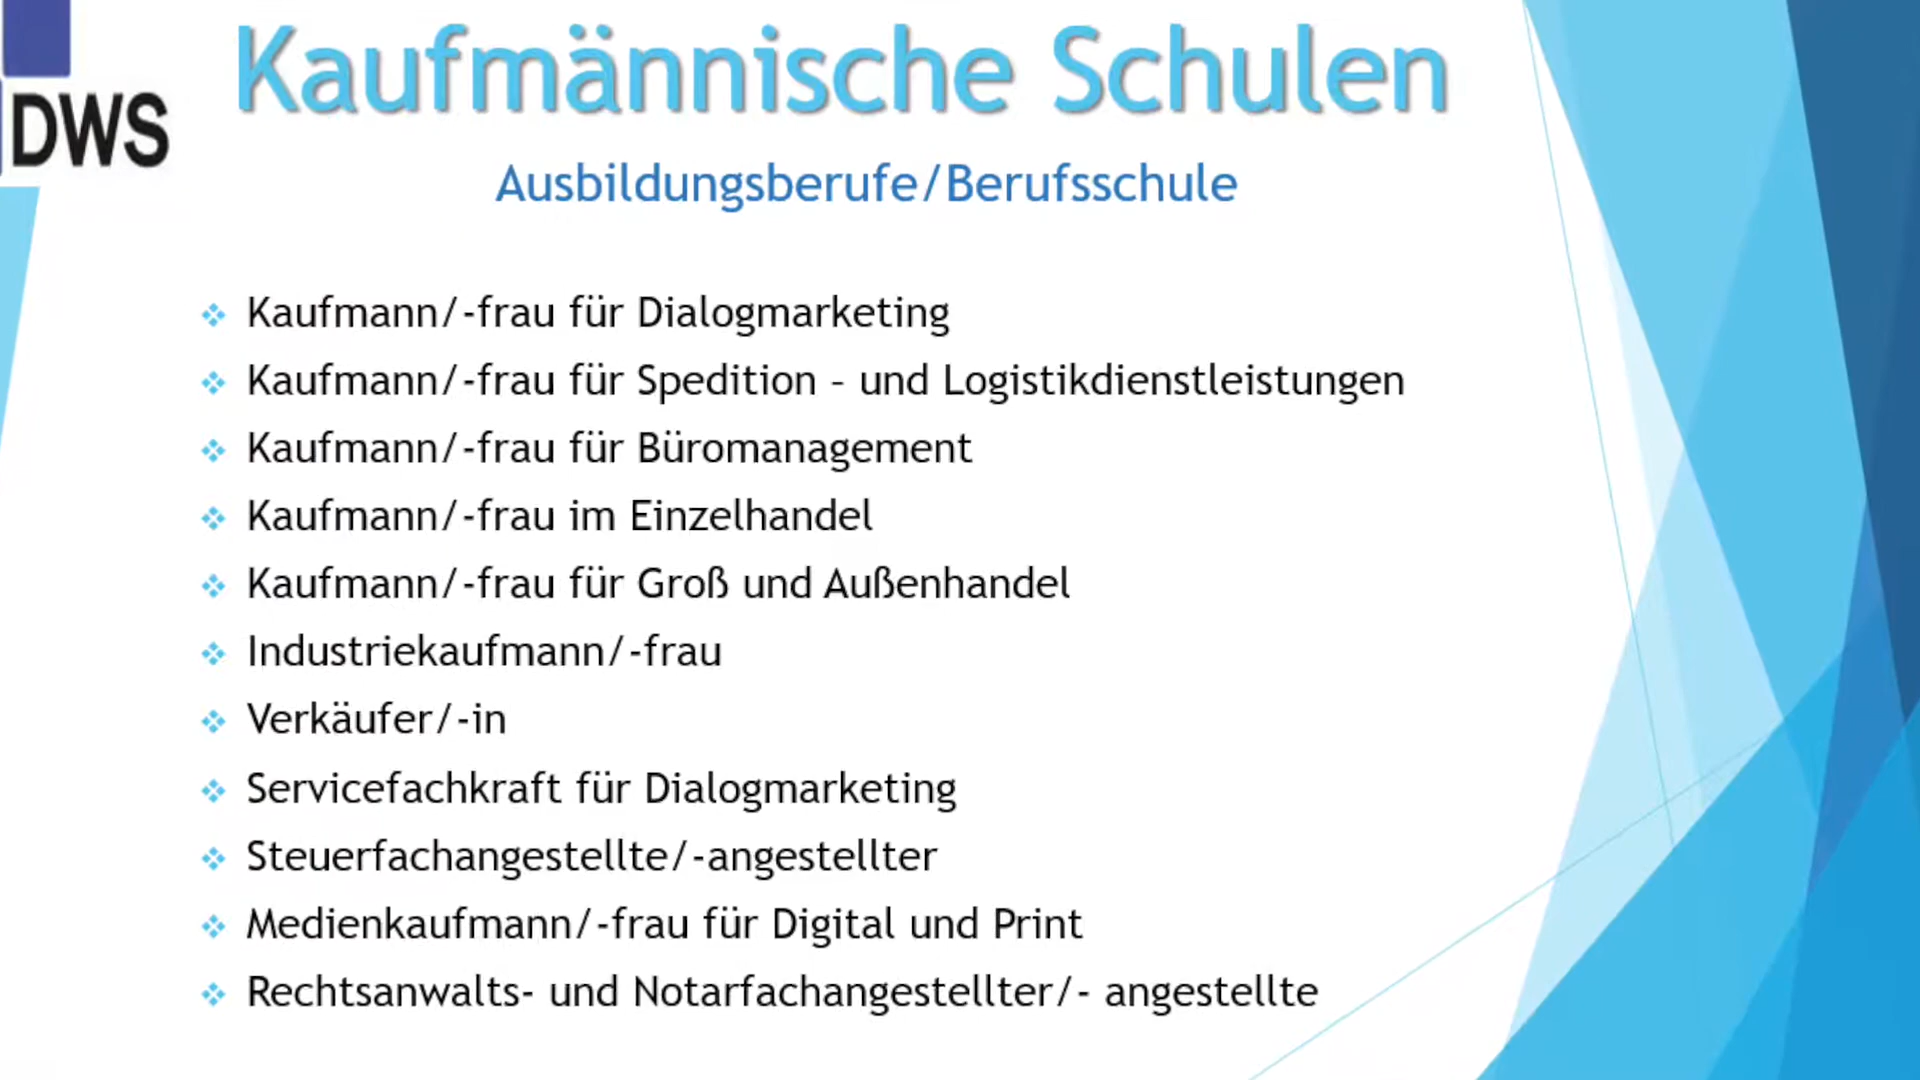 Kaufmännische Schulen
DWS
Ausbildungsberufe/Berufsschule
Kaufmann/-frau für Dialogmarketing
Kaufmann/-frau für Spedition – und Logistikdienstleistungen
Kaufmann/-frau für Büromanagement
Kaufmann/-frau im Einzelhandel
Kaufmann/-frau für Groß und Außenhandel
Industriekaufmann/-frau
Verkäufer/-in
Servicefachkraft für Dialogmarketing
Steuerfachangestellte/-angestellter
Medienkaufmann/-frau für Digital und Print
Rechtsanwalts- und Notarfachangestellter/- angestellte